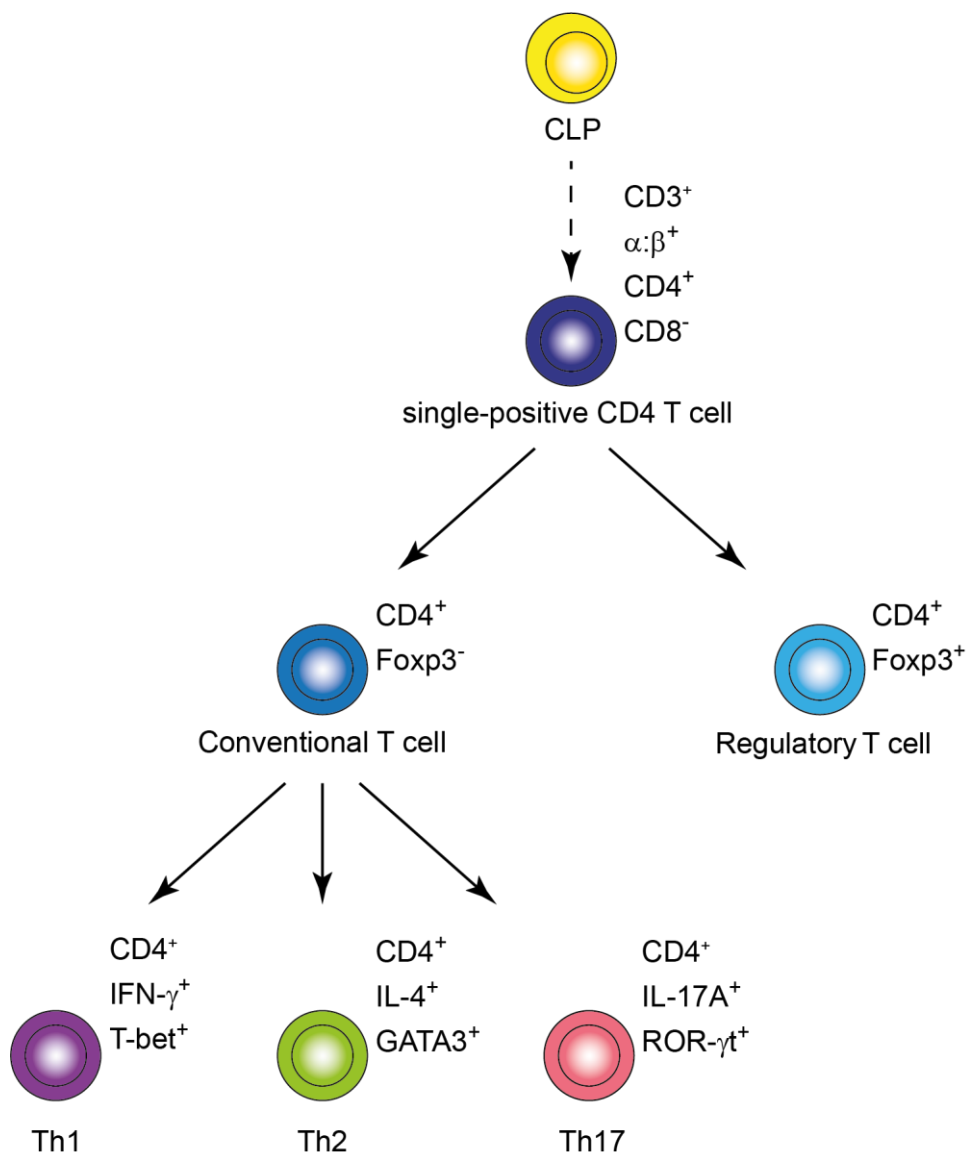 CLP
CD3⁺
α:β⁺
CD4⁺
CD8⁻
single-positive CD4 T cell
CD4⁺
Foxp3⁻
Conventional T cell
CD4⁺
Foxp3⁺
Regulatory T cell
CD4⁺
IFN-γ⁺
T-bet⁺
Th1
CD4⁺
IL-4⁺
GATA3⁺
Th2
CD4⁺
IL-17A⁺
ROR-γt⁺
Th17